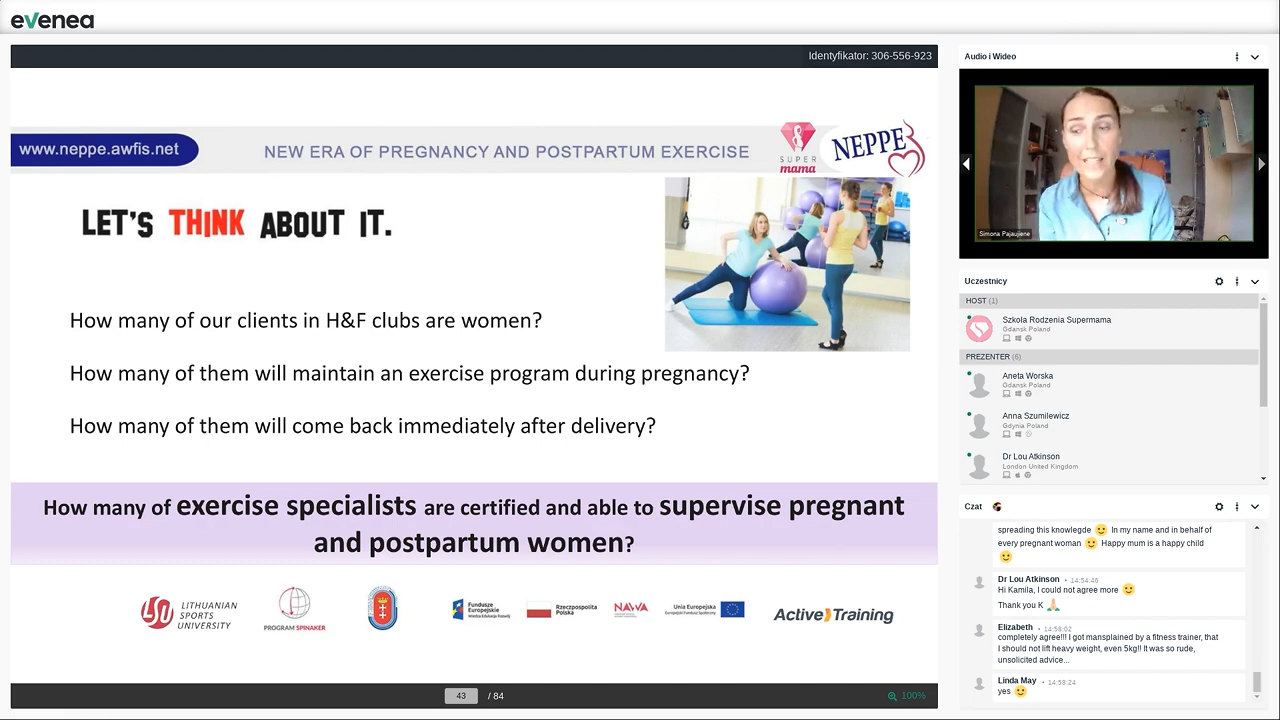 evenea
Identyfikator: 306-556-923
www.neppe.awfis.net
NEW ERA OF PREGNANCY AND POSTPARTUM EXERCISE
SUPER
mama
NEPPE
LET'S THINK ABOUT IT.
How many of our clients in H&F clubs are women?
How many of them will maintain an exercise program during pregnancy?
How many of them will come back immediately after delivery?
How many of exercise specialists are certified and able to supervise pregnant
and postpartum women?
LSU
LITHUANIAN
SPORTS
UNIVERSITY
PROGRAM SPINAKER
Fundusze
Europejskie
Wiedza Edukacja Rozwój
Rzeczpospolita
Polska
NAWA
Unia Europejska
Europejski Fundusz Społeczny
Active Training
43 / 84
100%
Audio i Wideo
Simona Pajaujiene
Uczestnicy
HOST (1)
Szkoła Rodzenia Supermama
Gdansk Poland
PREZENTER (6)
Aneta Worska
Gdansk Poland
Anna Szumilewicz
Gdynia Poland
Dr Lou Atkinson
London United Kingdom
Czat
spreading this knowlegde 🙂 In my name and in behalf of
every pregnant woman 🙂 Happy mum is a happy child
🙂
Dr Lou Atkinson • 14:54:46
Hi Kamila, I could not agree more 🙂
Thank you K 🙏
Elizabeth • 14:58:02
completely agree!!! I got mansplained by a fitness trainer, that
I should not lift heavy weight, even 5kg!! It was so rude,
unsolicited advice...
Linda May • 14:58:24
yes 🙂